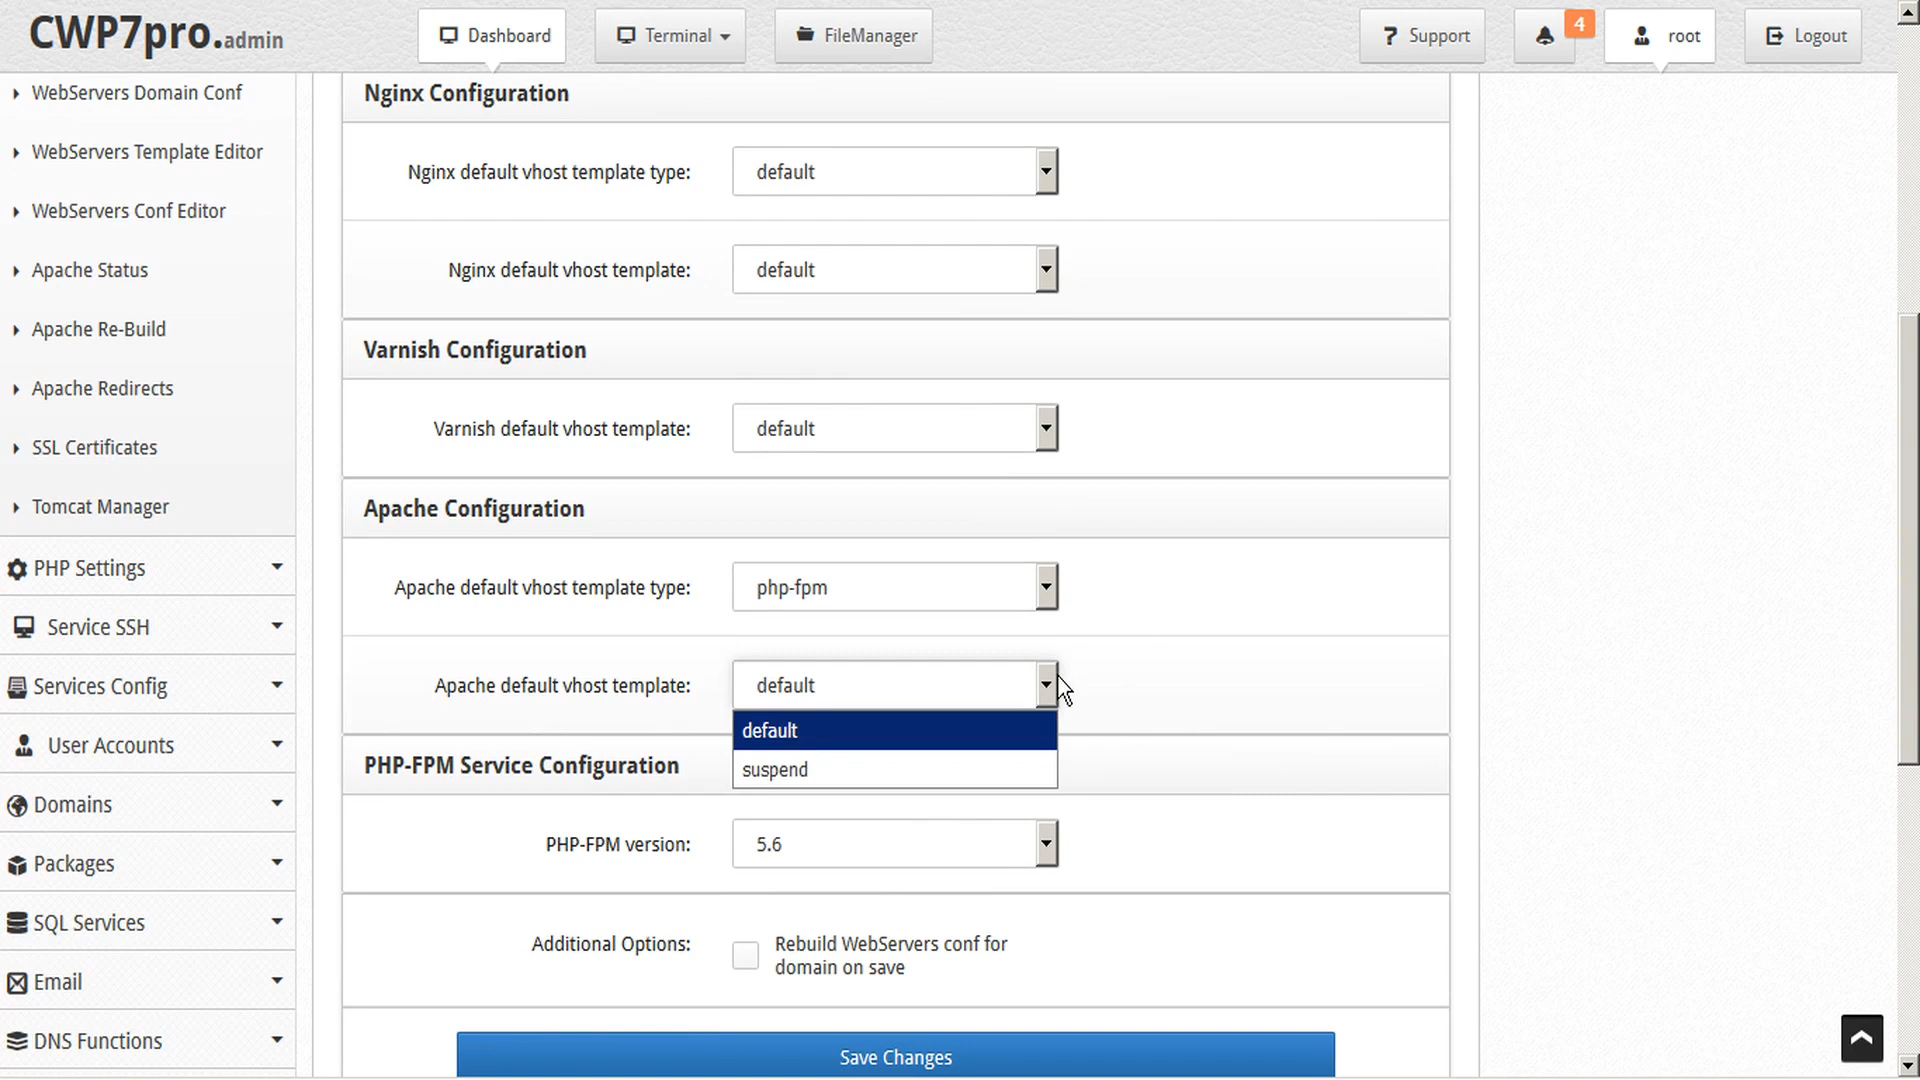 CWP7pro.admin
Dashboard
Terminal
FileManager
Support
4
root
Logout
WebServers Domain Conf
WebServers Template Editor
WebServers Conf Editor
Apache Status
Apache Re-Build
Apache Redirects
SSL Certificates
Tomcat Manager
PHP Settings
Service SSH
Services Config
User Accounts
Domains
Packages
SQL Services
Email
DNS Functions
Nginx Configuration
Nginx default vhost template type: default
Nginx default vhost template: default
Varnish Configuration
Varnish default vhost template: default
Apache Configuration
Apache default vhost template type: php-fpm
Apache default vhost template: default
default
suspend
PHP-FPM Service Configuration
PHP-FPM version: 5.6
Additional Options: Rebuild WebServers conf for
domain on save
Save Changes